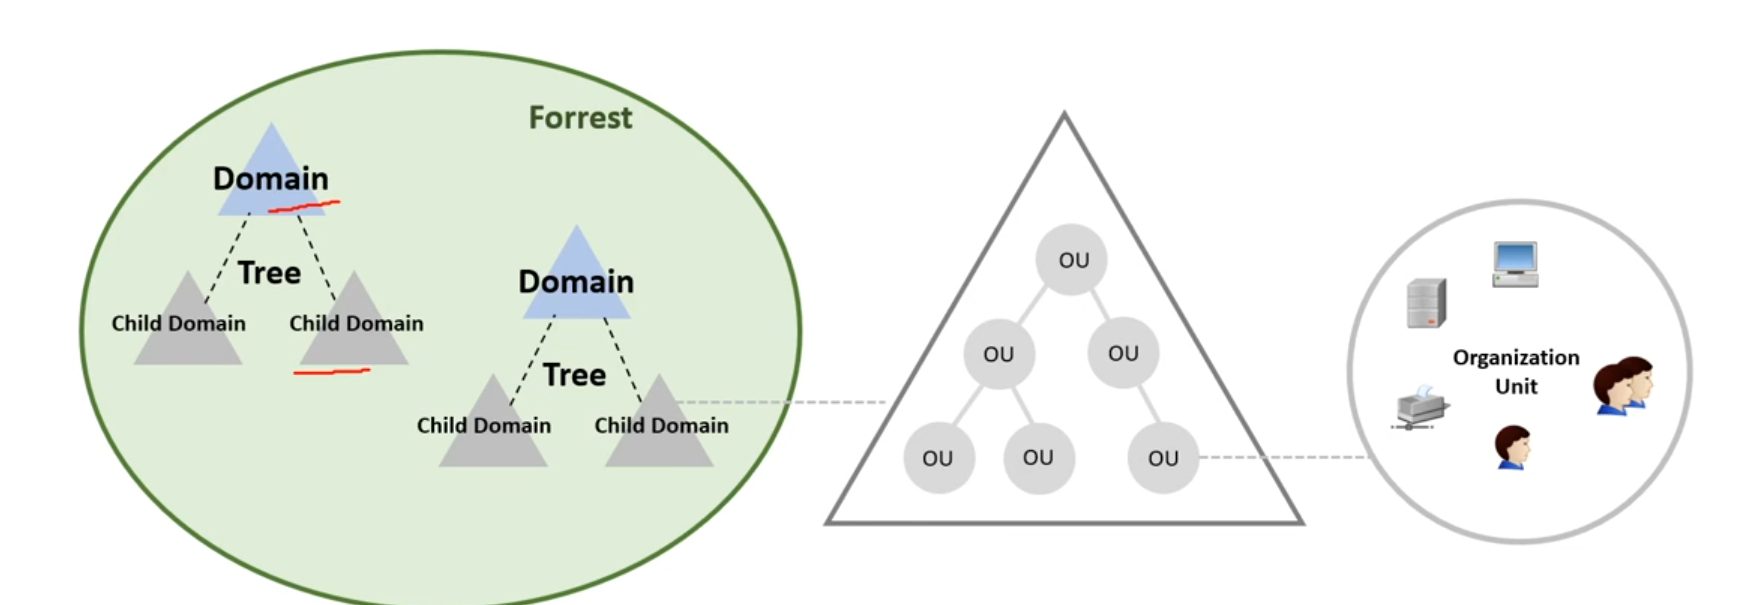 Forrest
Domain
Tree
Child Domain
Child Domain
Domain
Tree
Child Domain
Child Domain
OU
OU
OU
OU
OU
OU
Organization
Unit